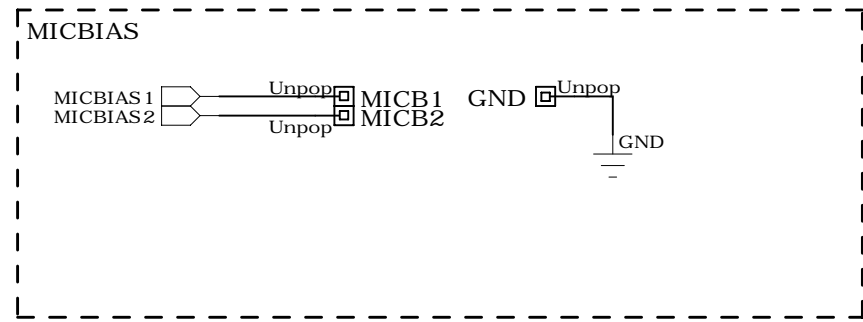 MICBIAS
MICBIAS1 Unpop MICB1 GND Unpop
MICBIAS2 Unpop MICB2
GND